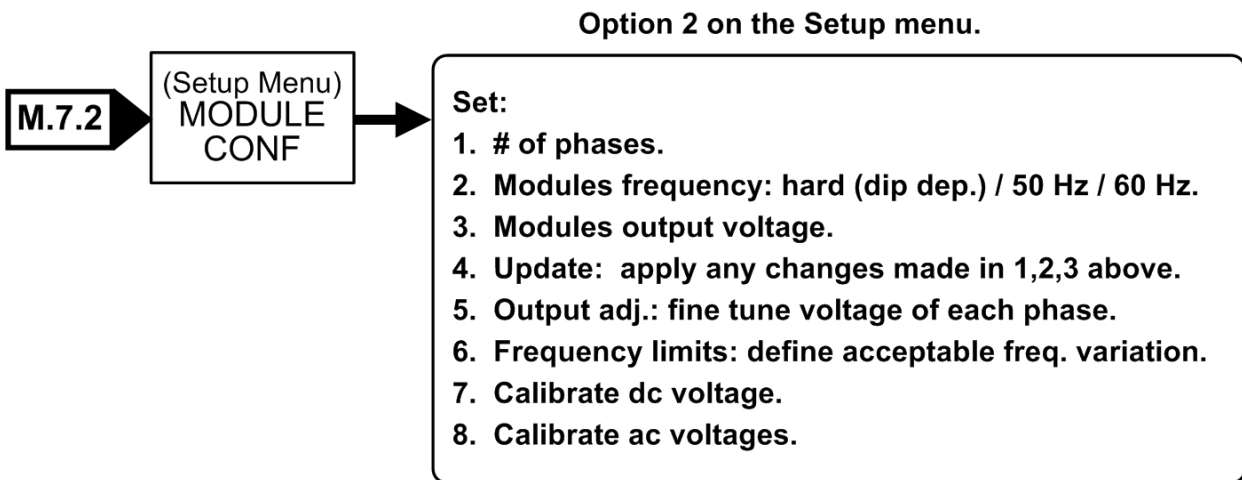 Option 2 on the Setup menu.
M.7.2
(Setup Menu)
MODULE
CONF
Set:
1. # of phases.
2. Modules frequency: hard (dip dep.) / 50 Hz / 60 Hz.
3. Modules output voltage.
4. Update: apply any changes made in 1,2,3 above.
5. Output adj.: fine tune voltage of each phase.
6. Frequency limits: define acceptable freq. variation.
7. Calibrate dc voltage.
8. Calibrate ac voltages.